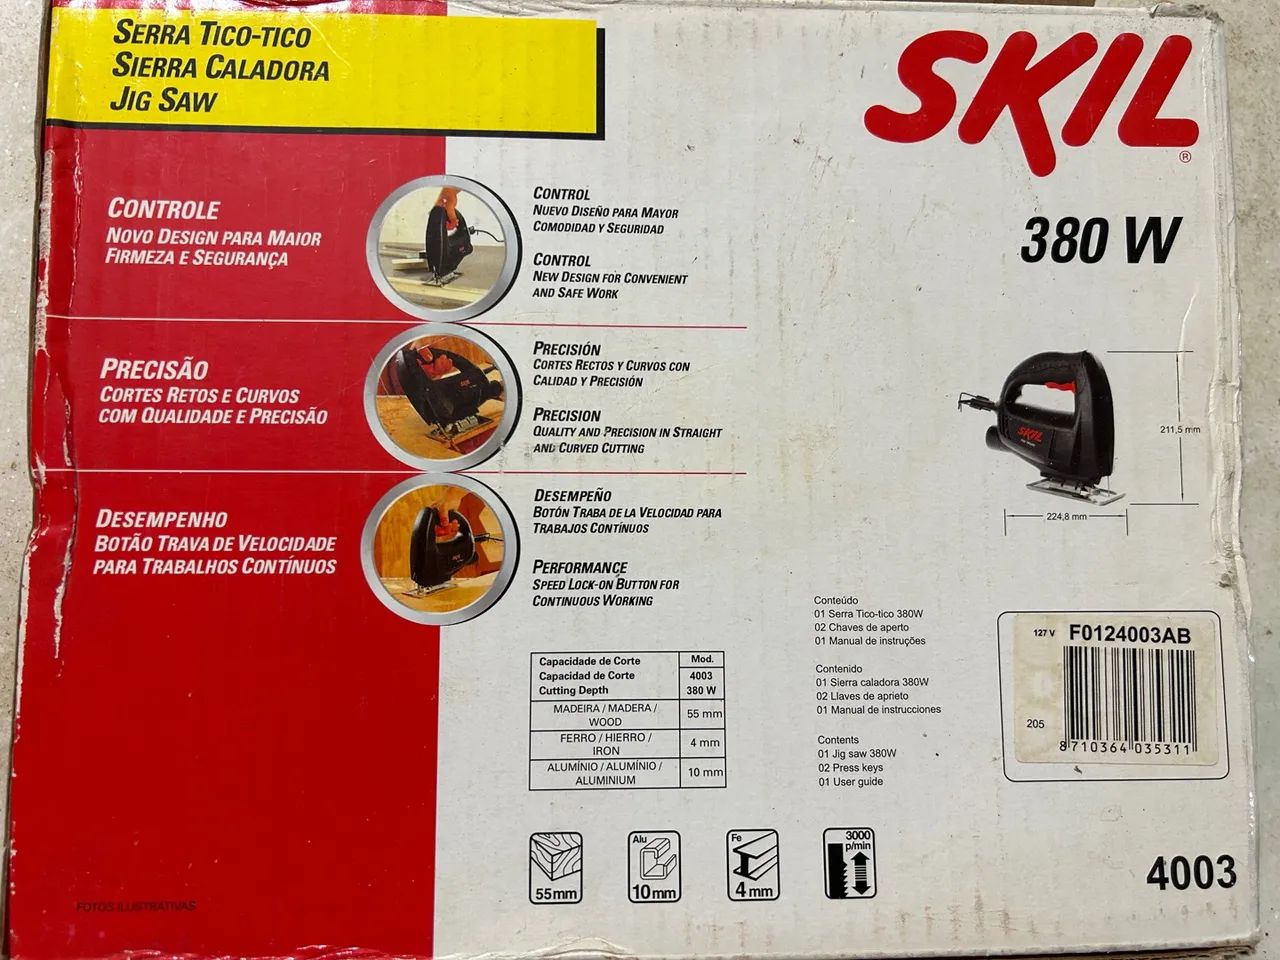 SERRA TICO-TICO
SIERRA CALADORA
JIG SAW
SKIL
®
380 W
CONTROLE
NOVO DESIGN PARA MAIOR
FIRMEZA E SEGURANÇA
CONTROL
NUEVO DISEÑO PARA MAYOR
COMODIDAD Y SEGURIDAD
CONTROL
NEW DESIGN FOR CONVENIENT
AND SAFE WORK
PRECISÃO
CORTES RETOS E CURVOS
COM QUALIDADE E PRECISÃO
SKIL
PRECISIÓN
CORTES RECTOS Y CURVOS CON
CALIDAD Y PRECISIÓN
PRECISION
QUALITY AND PRECISION IN STRAIGHT
AND CURVED CUTTING
SKIL
211,5 mm
224,8 mm
DESEMPENHO
BOTÃO TRAVA DE VELOCIDADE
PARA TRABALHOS CONTÍNUOS
DESEMPEÑO
BOTÓN TRABA DE LA VELOCIDAD PARA
TRABAJOS CONTÍNUOS
PERFORMANCE
SPEED LOCK-ON BUTTON FOR
CONTINUOUS WORKING
Capacidade de Corte
Capacidad de Corte
Cutting Depth
Mod.
4003
380 W
MADEIRA / MADERA /
WOOD
55 mm
FERRO / HIERRO /
IRON
4 mm
ALUMÍNIO / ALUMÍNIO /
ALUMINIUM
10 mm
Conteúdo
01 Serra Tico-tico 380W
02 Chaves de aperto
01 Manual de instruções
Contenido
01 Sierra caladora 380W
02 Llaves de aprieto
01 Manual de instrucciones
Contents
01 Jig saw 380W
02 Press keys
01 User guide
127 V F0124003AB
205
8 710364 035311
55mm
Alu
10mm
Fe
4 mm
3000
p/min
4003
FOTOS ILUSTRATIVAS